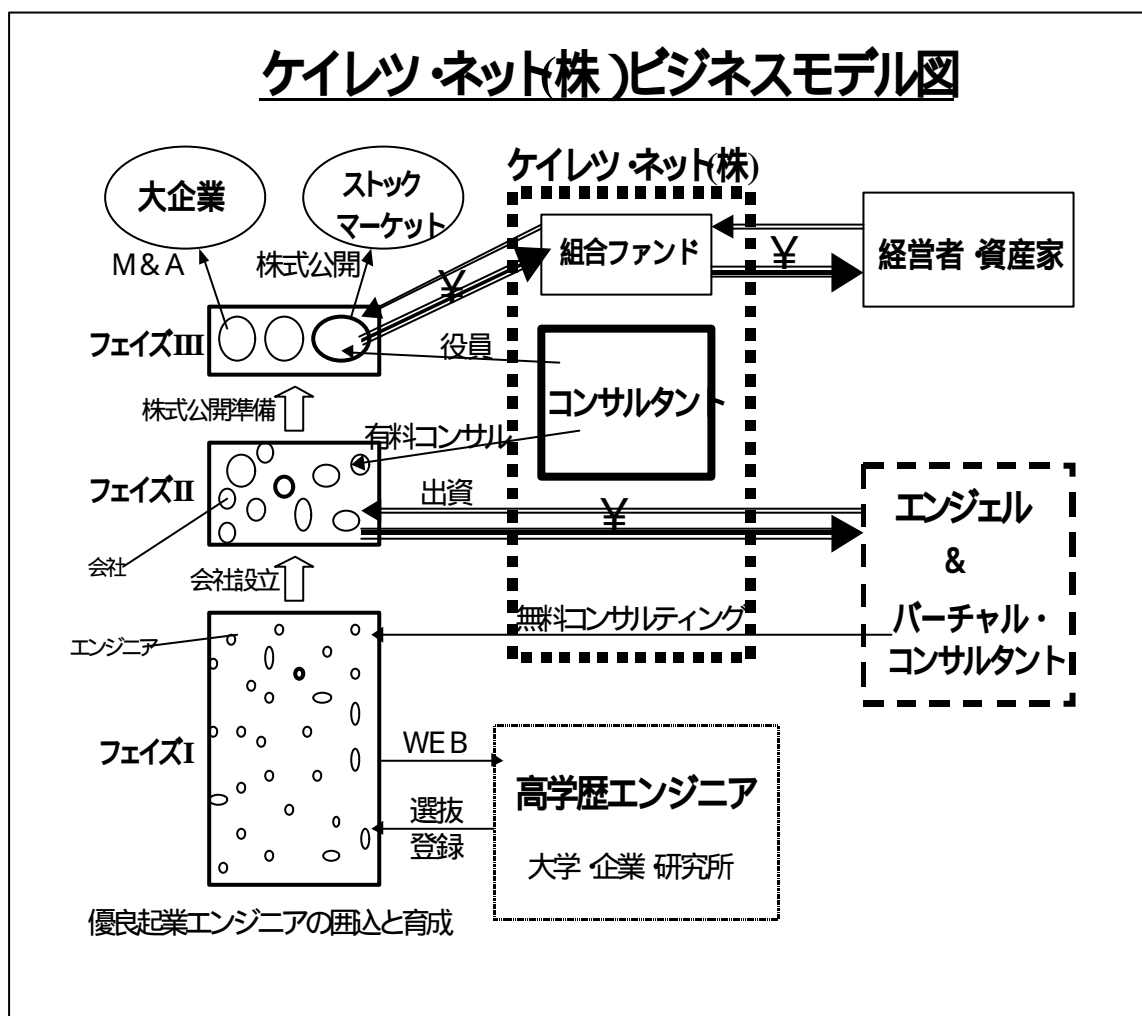 ケイレツ・ネット(株)ビジネスモデル図
ケイレツ・ネット(株)
大企業
ストック
マーケット
組合ファンド
¥
経営者・資産家
M&A
株式公開
¥
フェイズIII
役員
コンサルタント
株式公開準備
有料コンサル
フェイズII
出資
¥
エンジェル
&
バーチャル・
コンサルタント
会社
会社設立
無料コンサルティング
エンジニア
フェイズI
WEB
高学歴エンジニア
選抜
登録
大学・企業・研究所
優良起業エンジニアの囲込と育成